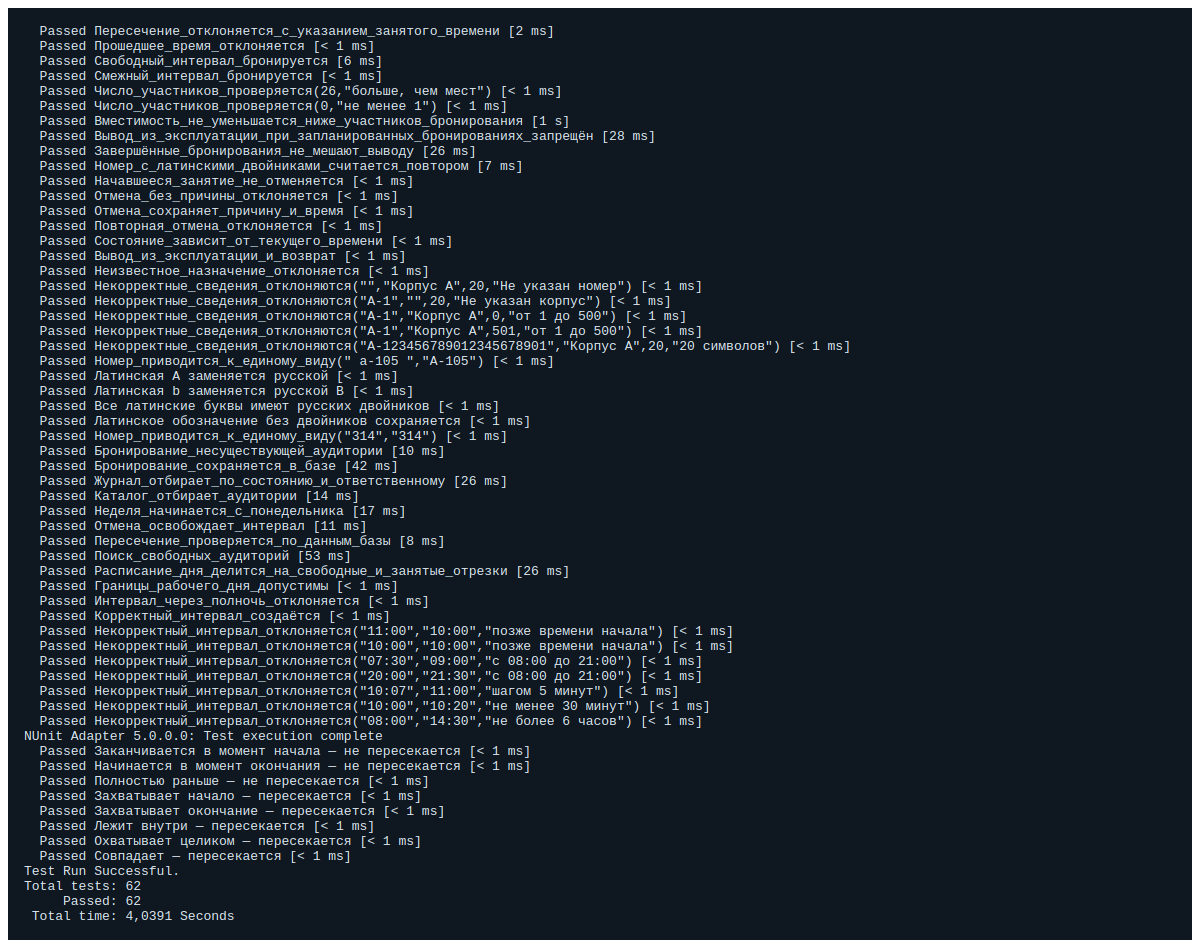 Passed Пересечение_отклоняется_с_указанием_занятого_времени [2 ms]
Passed Прошедшее_время_отклоняется [< 1 ms]
Passed Свободный_интервал_бронируется [6 ms]
Passed Смежный_интервал_бронируется [< 1 ms]
Passed Число_участников_проверяется(26,"больше, чем мест") [< 1 ms]
Passed Число_участников_проверяется(0,"не менее 1") [< 1 ms]
Passed Вместимость_не_уменьшается_ниже_участников_бронирования [1 s]
Passed Вывод_из_эксплуатации_при_запланированных_бронированиях_запрещён [28 ms]
Passed Завершённые_бронирования_не_мешают_выводу [26 ms]
Passed Номер_с_латинскими_двойниками_считается_повтором [7 ms]
Passed Начавшееся_занятие_не_отменяется [< 1 ms]
Passed Отмена_без_причины_отклоняется [< 1 ms]
Passed Отмена_сохраняет_причину_и_время [< 1 ms]
Passed Повторная_отмена_отклоняется [< 1 ms]
Passed Состояние_зависит_от_текущего_времени [< 1 ms]
Passed Вывод_из_эксплуатации_и_возврат [< 1 ms]
Passed Неизвестное_назначение_отклоняется [< 1 ms]
Passed Некорректные_сведения_отклоняются("","Корпус А",20,"Не указан номер") [< 1 ms]
Passed Некорректные_сведения_отклоняются("А-1","",20,"Не указан корпус") [< 1 ms]
Passed Некорректные_сведения_отклоняются("А-1","Корпус А",0,"от 1 до 500") [< 1 ms]
Passed Некорректные_сведения_отклоняются("А-1","Корпус А",501,"от 1 до 500") [< 1 ms]
Passed Некорректные_сведения_отклоняются("А-123456789012345678901","Корпус А",20,"20 символов") [< 1 ms]
Passed Номер_приводится_к_единому_виду(" а-105 ","А-105") [< 1 ms]
Passed Латинская A заменяется русской [< 1 ms]
Passed Латинская b заменяется русской В [< 1 ms]
Passed Все латинские буквы имеют русских двойников [< 1 ms]
Passed Латинское обозначение без двойников сохраняется [< 1 ms]
Passed Номер_приводится_к_единому_виду("314","314") [< 1 ms]
Passed Бронирование_несуществующей_аудитории [10 ms]
Passed Бронирование_сохраняется_в_базе [42 ms]
Passed Журнал_отбирает_по_состоянию_и_ответственному [26 ms]
Passed Каталог_отбирает_аудитории [14 ms]
Passed Неделя_начинается_с_понедельника [17 ms]
Passed Отмена_освобождает_интервал [11 ms]
Passed Пересечение_проверяется_по_данным_базы [8 ms]
Passed Поиск_свободных_аудиторий [53 ms]
Passed Расписание_дня_делится_на_свободные_и_занятые_отрезки [26 ms]
Passed Границы_рабочего_дня_допустимы [< 1 ms]
Passed Интервал_через_полночь_отклоняется [< 1 ms]
Passed Корректный_интервал_создаётся [< 1 ms]
Passed Некорректный_интервал_отклоняется("11:00","10:00","позже времени начала") [< 1 ms]
Passed Некорректный_интервал_отклоняется("10:00","10:00","позже времени начала") [< 1 ms]
Passed Некорректный_интервал_отклоняется("07:30","09:00","с 08:00 до 21:00") [< 1 ms]
Passed Некорректный_интервал_отклоняется("20:00","21:30","с 08:00 до 21:00") [< 1 ms]
Passed Некорректный_интервал_отклоняется("10:07","11:00","шагом 5 минут") [< 1 ms]
Passed Некорректный_интервал_отклоняется("10:00","10:20","не менее 30 минут") [< 1 ms]
Passed Некорректный_интервал_отклоняется("08:00","14:30","не более 6 часов") [< 1 ms]
NUnit Adapter 5.0.0.0: Test execution complete
Passed Заканчивается в момент начала — не пересекается [< 1 ms]
Passed Начинается в момент окончания — не пересекается [< 1 ms]
Passed Полностью раньше — не пересекается [< 1 ms]
Passed Захватывает начало — пересекается [< 1 ms]
Passed Захватывает окончание — пересекается [< 1 ms]
Passed Лежит внутри — пересекается [< 1 ms]
Passed Охватывает целиком — пересекается [< 1 ms]
Passed Совпадает — пересекается [< 1 ms]
Test Run Successful.
Total tests: 62
Passed: 62
Total time: 4,0391 Seconds